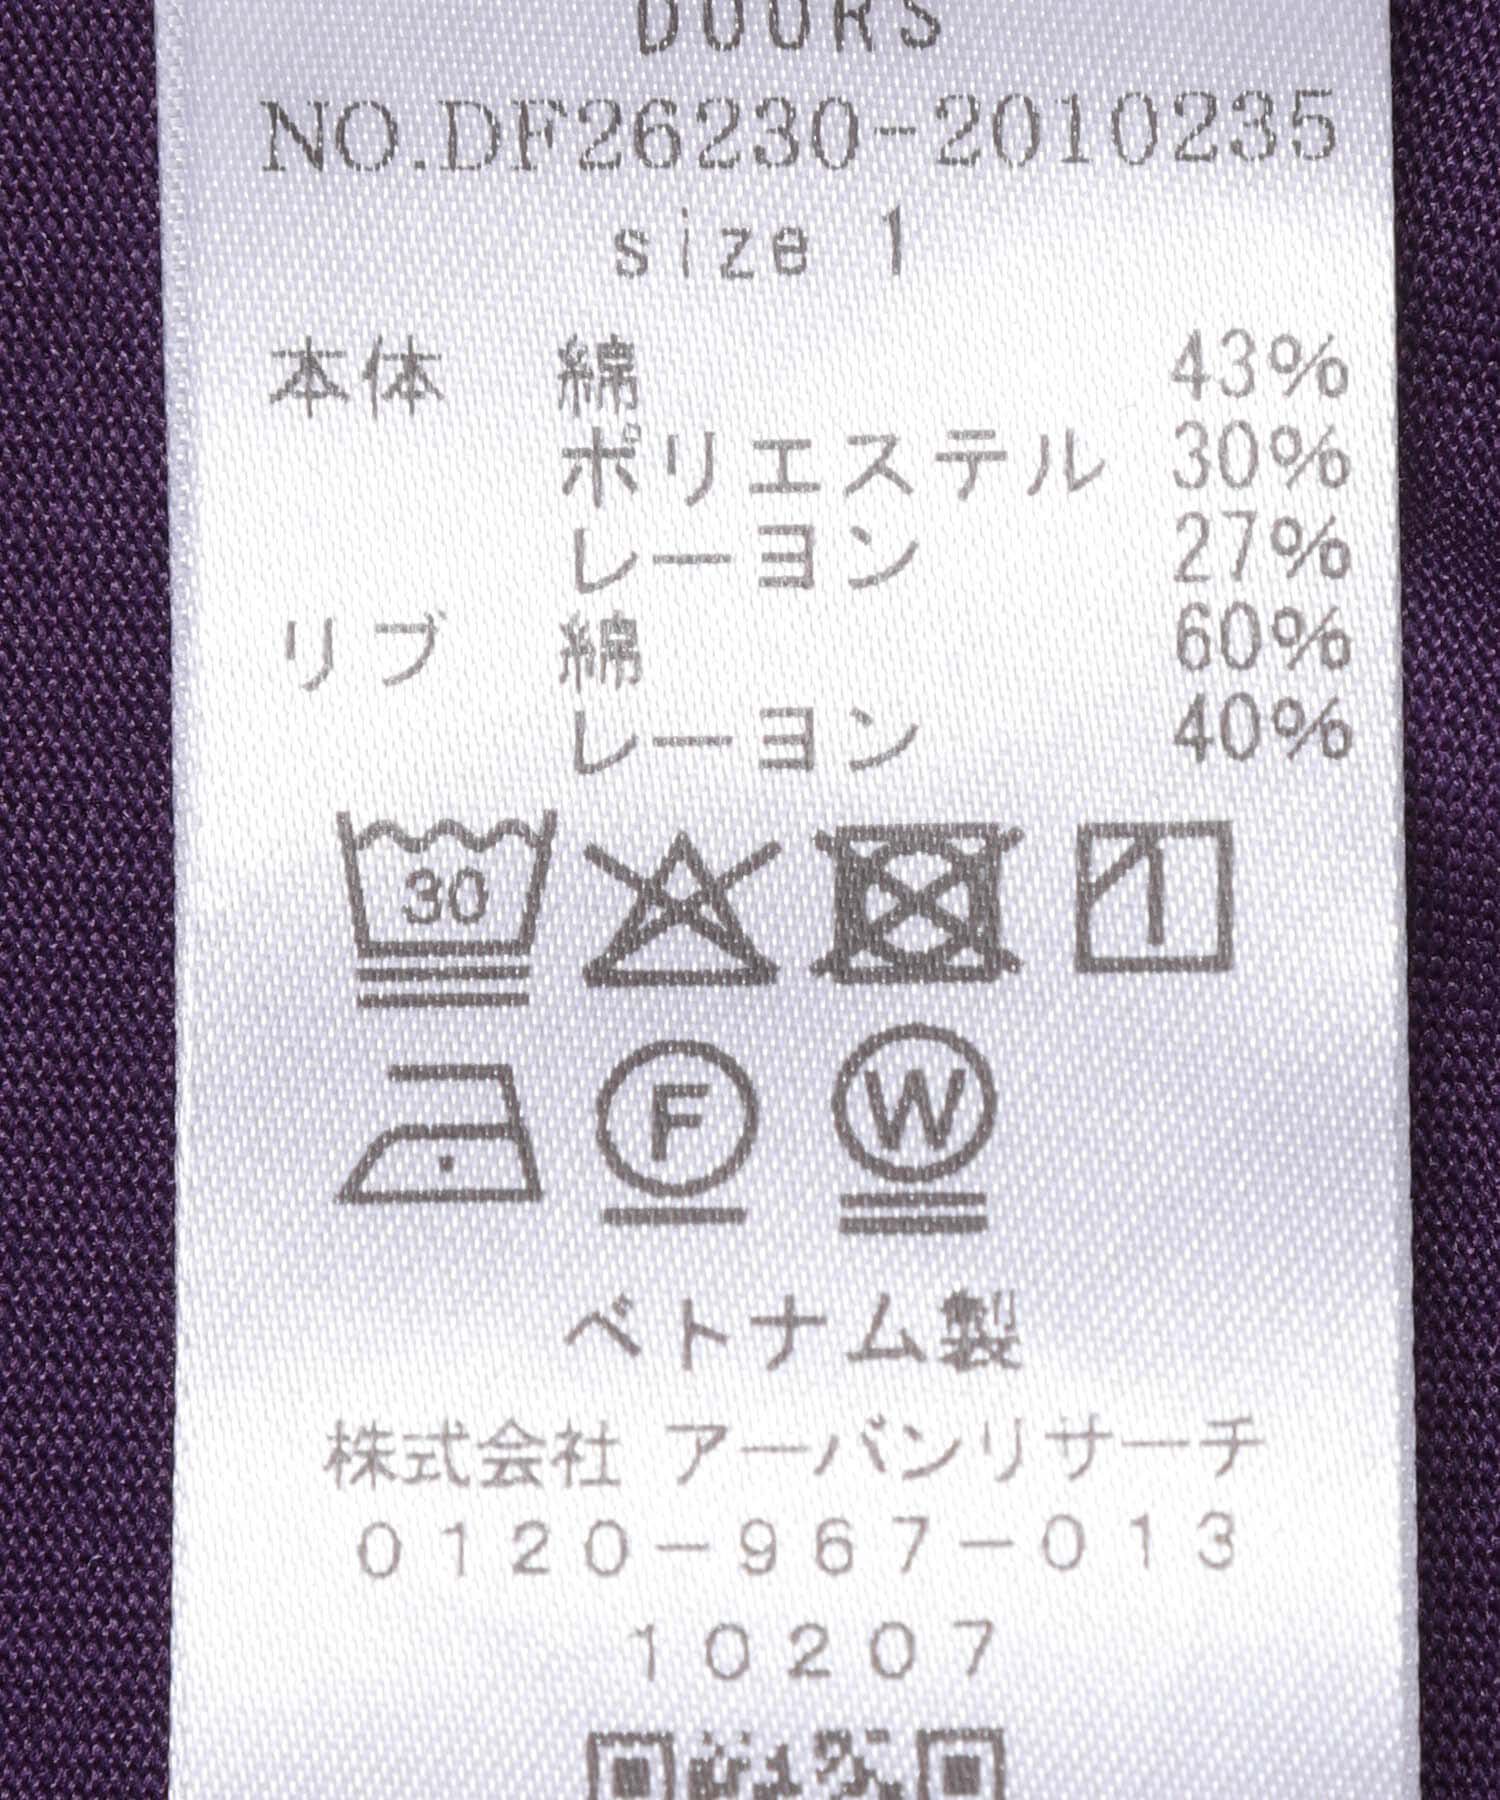 DOORS
NO.DF26230-2010235
size 1
本体 綿 43%
ポリエステル 30%
レーヨン 27%
リブ 綿 60%
レーヨン 40%
30
F W
ベトナム製
株式会社 アーバンリサーチ
0120-967-013
10207